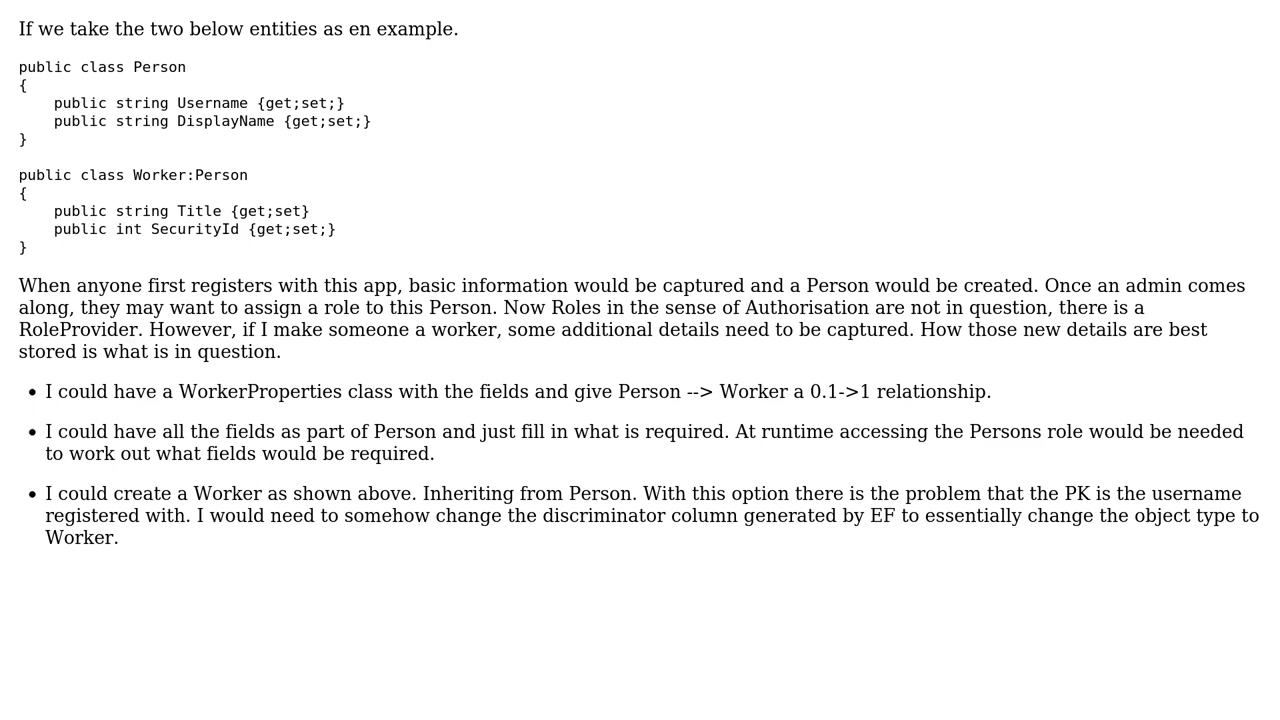 If we take the two below entities as en example.
public class Person
{
    public string Username {get;set;}
    public string DisplayName {get;set;}
}
public class Worker:Person
{
    public string Title {get;set}
    public int SecurityId {get;set;}
}
When anyone first registers with this app, basic information would be captured and a Person would be created. Once an admin comes
along, they may want to assign a role to this Person. Now Roles in the sense of Authorisation are not in question, there is a
RoleProvider. However, if I make someone a worker, some additional details need to be captured. How those new details are best
stored is what is in question.
• I could have a WorkerProperties class with the fields and give Person --> Worker a 0.1->1 relationship.
• I could have all the fields as part of Person and just fill in what is required. At runtime accessing the Persons role would be needed
to work out what fields would be required.
• I could create a Worker as shown above. Inheriting from Person. With this option there is the problem that the PK is the username
registered with. I would need to somehow change the discriminator column generated by EF to essentially change the object type to
Worker.